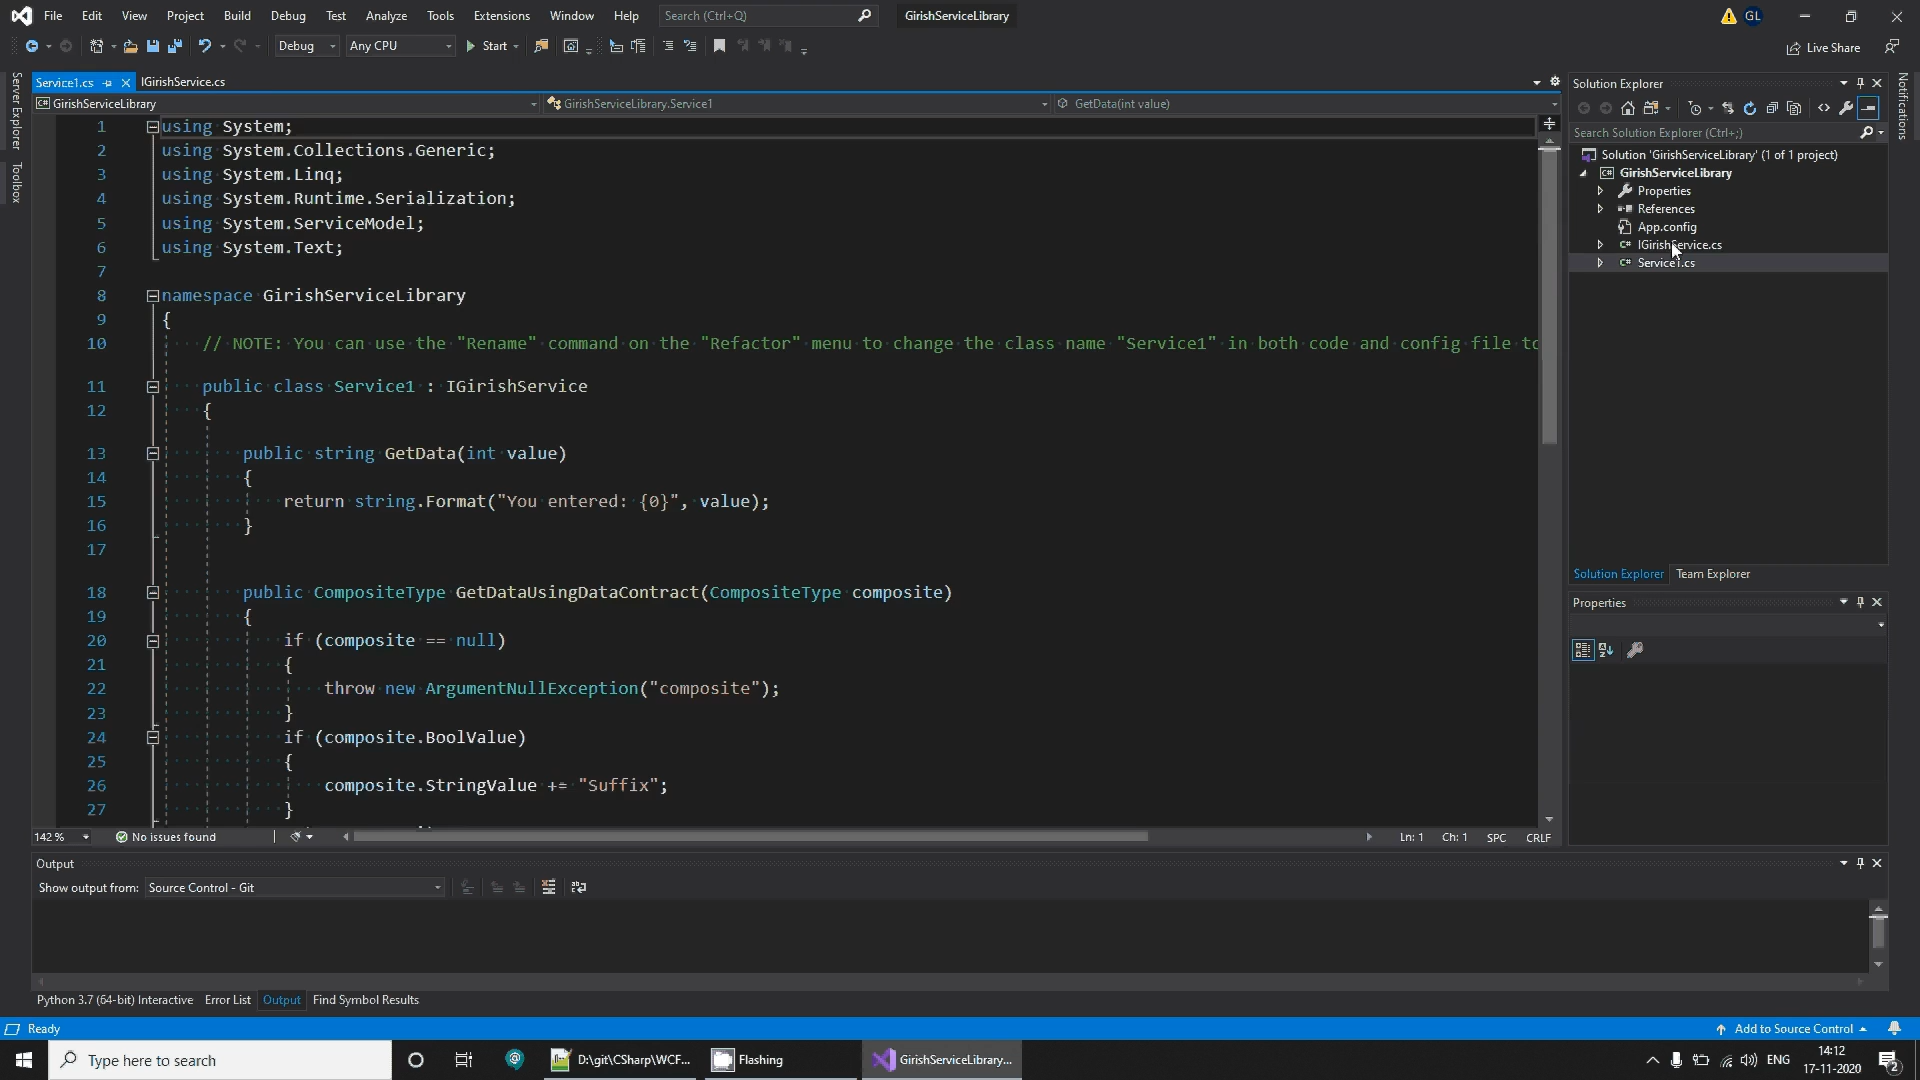 File Edit View Project Build Debug Test Analyze Tools Extensions Window Help Search (Ctrl+Q) GirishServiceLibrary GL
Debug Any CPU Start Live Share
Server Explorer
Toolbox
Notifications
Service1.cs IGirishService.cs
GirishServiceLibrary GirishServiceLibrary.Service1 GetData(int value)
1 using System;
2 using System.Collections.Generic;
3 using System.Linq;
4 using System.Runtime.Serialization;
5 using System.ServiceModel;
6 using System.Text;
7
8 namespace GirishServiceLibrary
9 {
10 // NOTE: You can use the "Rename" command on the "Refactor" menu to change the class name "Service1" in both code and config file to
11 public class Service1 : IGirishService
12 {
13 public string GetData(int value)
14 {
15 return string.Format("You entered: {0}", value);
16 }
17
18 public CompositeType GetDataUsingDataContract(CompositeType composite)
19 {
20 if (composite == null)
21 {
22 throw new ArgumentNullException("composite");
23 }
24 if (composite.BoolValue)
25 {
26 composite.StringValue += "Suffix";
27 }
142 % No issues found Ln: 1 Ch: 1 SPC CRLF
Solution Explorer
Search Solution Explorer (Ctrl+;)
Solution 'GirishServiceLibrary' (1 of 1 project)
GirishServiceLibrary
Properties
References
App.config
IGirishService.cs
Service1.cs
Solution Explorer Team Explorer
Properties
Output
Show output from: Source Control - Git
Python 3.7 (64-bit) Interactive Error List Output Find Symbol Results
Ready Add to Source Control
Type here to search D:\git\CSharp\WCF... Flashing GirishServiceLibrary... ENG 14:12
17-11-2020 2